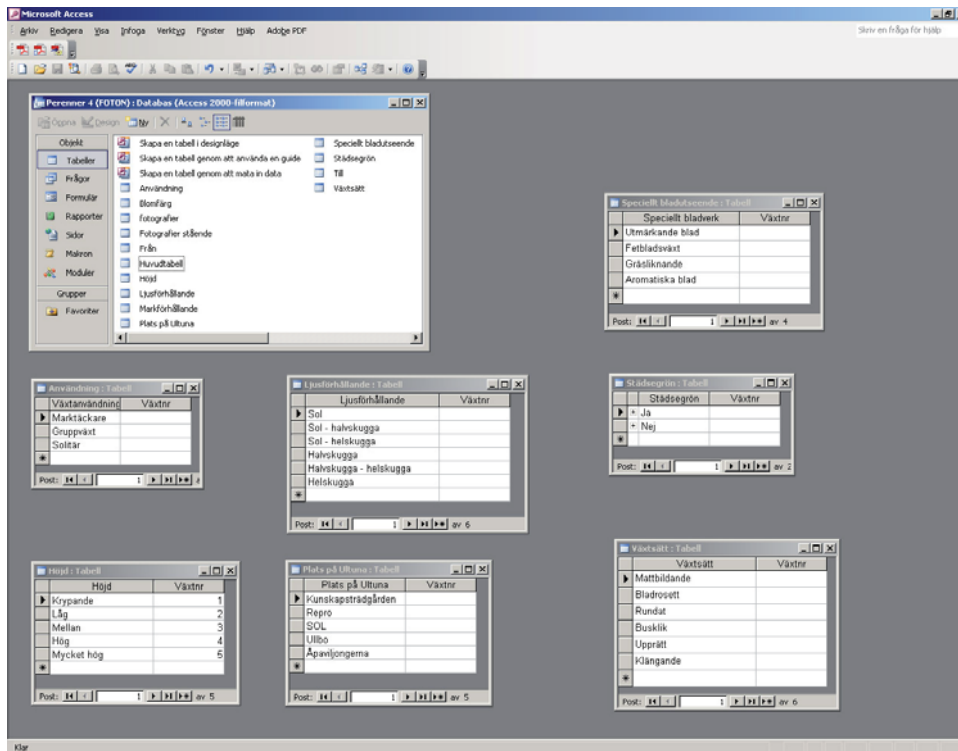 Microsoft Access
Arkiv Redigera Visa Infoga Verktyg Fönster Hjälp Adobe PDF
Skriv en fråga för hjälp
Perenner 4 (FOTON) : Databas (Access 2000-filformat)
Öppna Design Ny
Objekt
Tabeller
Frågor
Formulär
Rapporter
Sidor
Makron
Moduler
Grupper
Favoriter
Skapa en tabell i designläge
Skapa en tabell genom att använda en guide
Skapa en tabell genom att mata in data
Användning
Blomfärg
fotografier
Fotografier stående
Från
Huvudtabell
Höjd
Ljusförhållande
Markförhållande
Plats på Ultuna
Speciellt bladutseende
Städsegrön
Till
Växtsätt
Speciellt bladutseende : Tabell
Speciellt bladverk Växtnr
Utmärkande blad
Fetbladsväxt
Gräsliknande
Aromatiska blad
Post: 1 av 4
Användning : Tabell
Växtanvändning Växtnr
Marktäckare
Gruppväxt
Solitär
Post: 1
Ljusförhållande : Tabell
Ljusförhållande Växtnr
Sol
Sol - halvskugga
Sol - helskugga
Halvskugga
Halvskugga - helskugga
Helskugga
Post: 1 av 6
Städsegrön : Tabell
Städsegrön Växtnr
Ja
Nej
Post: 1 av 2
Höjd : Tabell
Höjd Växtnr
Krypande 1
Låg 2
Mellan 3
Hög 4
Mycket hög 5
Post: 1 av 5
Plats på Ultuna : Tabell
Plats på Ultuna Växtnr
Kunskapsträdgården
Repro
SOL
Ullbo
Apaviljongerna
Post: 1 av 5
Växtsätt : Tabell
Växtsätt Växtnr
Mattbildande
Bladrosett
Rundat
Busklik
Upprätt
Klängande
Post: 1 av 6
Klar